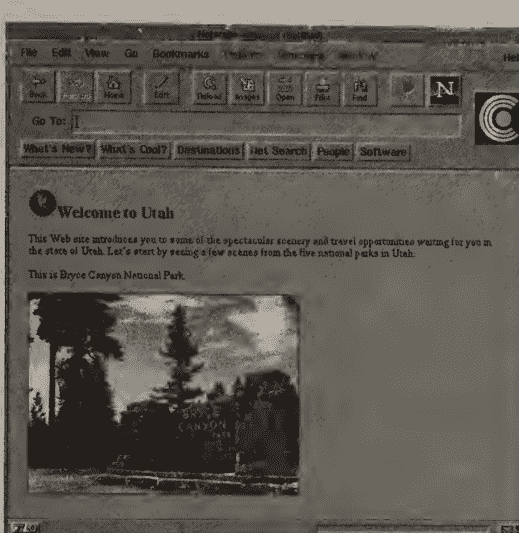 File Edit View Go Bookmarks
Back Home Edit Reload Images Open Print Find N
Go To:
What's New? What's Cool? Destinations Net Search People Software
Welcome to Utah
This Web site introduces you to some of the spectacular scenery and travel opportunities waiting for you in
the state of Utah. Let's start by seeing a few scenes from the five national parks in Utah:
This is Bryce Canyon National Park
BRYCE
CANYON